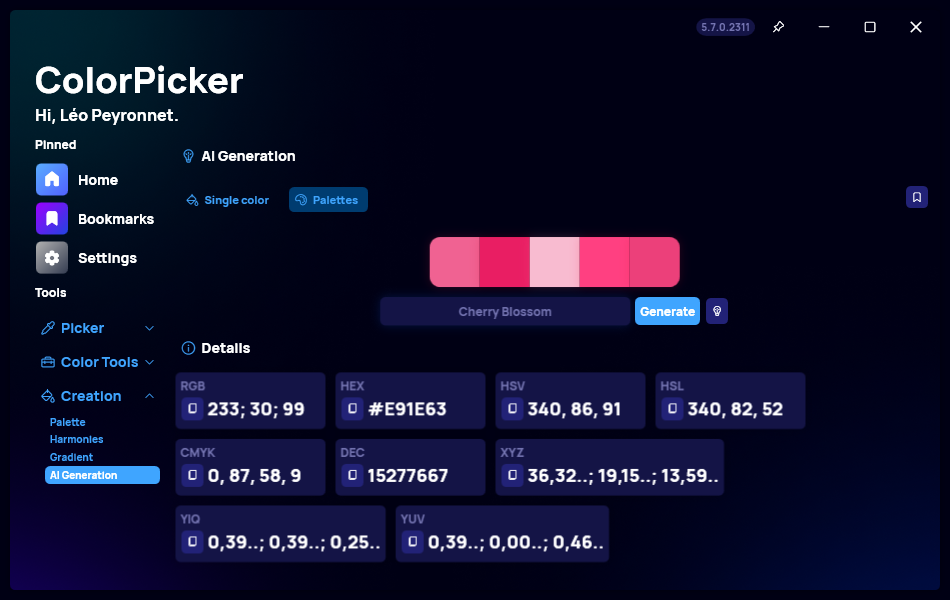 5.7.0.2311
ColorPicker
Hi, Léo Peyronnet.
Pinned
Home
Bookmarks
Settings
Tools
Picker
Color Tools
Creation
Palette
Harmonies
Gradient
AI Generation
AI Generation
Single color
Palettes
Cherry Blossom
Generate
Details
RGB
233; 30; 99
HEX
#E91E63
HSV
340, 86, 91
HSL
340, 82, 52
CMYK
0, 87, 58, 9
DEC
15277667
XYZ
36,32..; 19,15..; 13,59..
YIQ
0,39..; 0,39..; 0,25..
YUV
0,39..; 0,00..; 0,46..